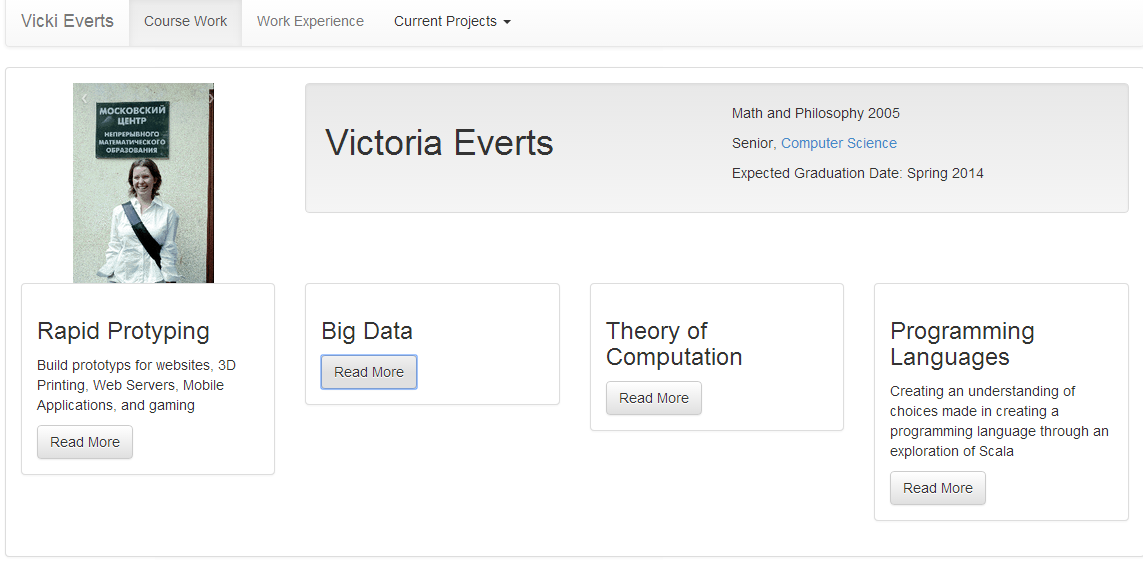 Vicki Everts
Course Work
Work Experience
Current Projects
МОСКОВСКИЙ
ЦЕНТР
НЕПРЕРЫВНОГО
МАТЕМАТИЧЕСКОГО
ОБРАЗОВАНИЯ
Victoria Everts
Math and Philosophy 2005
Senior, Computer Science
Expected Graduation Date: Spring 2014
Rapid Protyping
Build prototyps for websites, 3D
Printing, Web Servers, Mobile
Applications, and gaming
Read More
Big Data
Read More
Theory of
Computation
Read More
Programming
Languages
Creating an understanding of
choices made in creating a
programming language through an
exploration of Scala
Read More